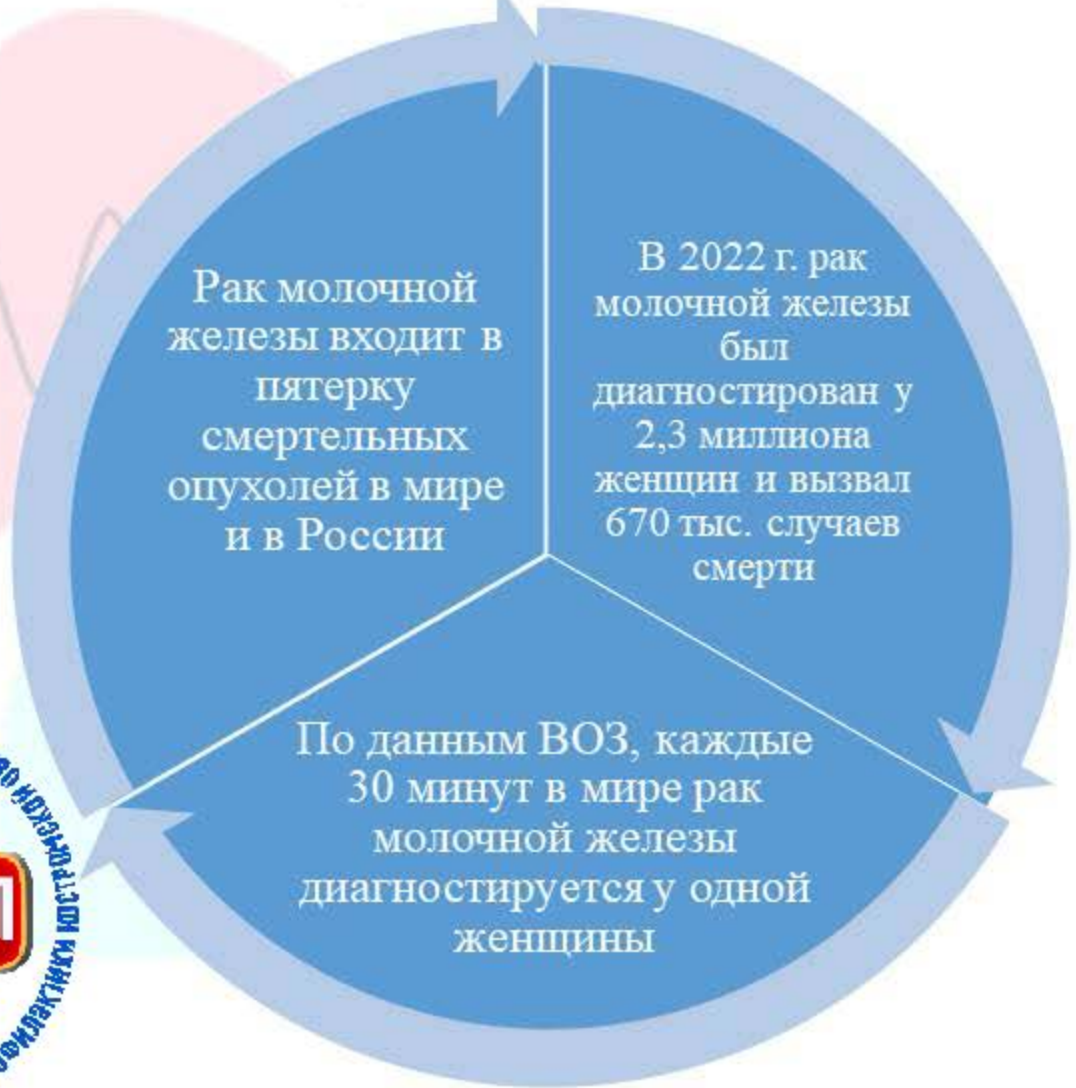 Рак молочной
железы входит в
пятерку
смертельных
опухолей в мире
и в России
В 2022 г. рак
молочной железы
был
диагностирован у
2,3 миллиона
женщин и вызвал
670 тыс. случаев
смерти
По данным ВОЗ, каждые
30 минут в мире рак
молочной железы
диагностируется у одной
женщины